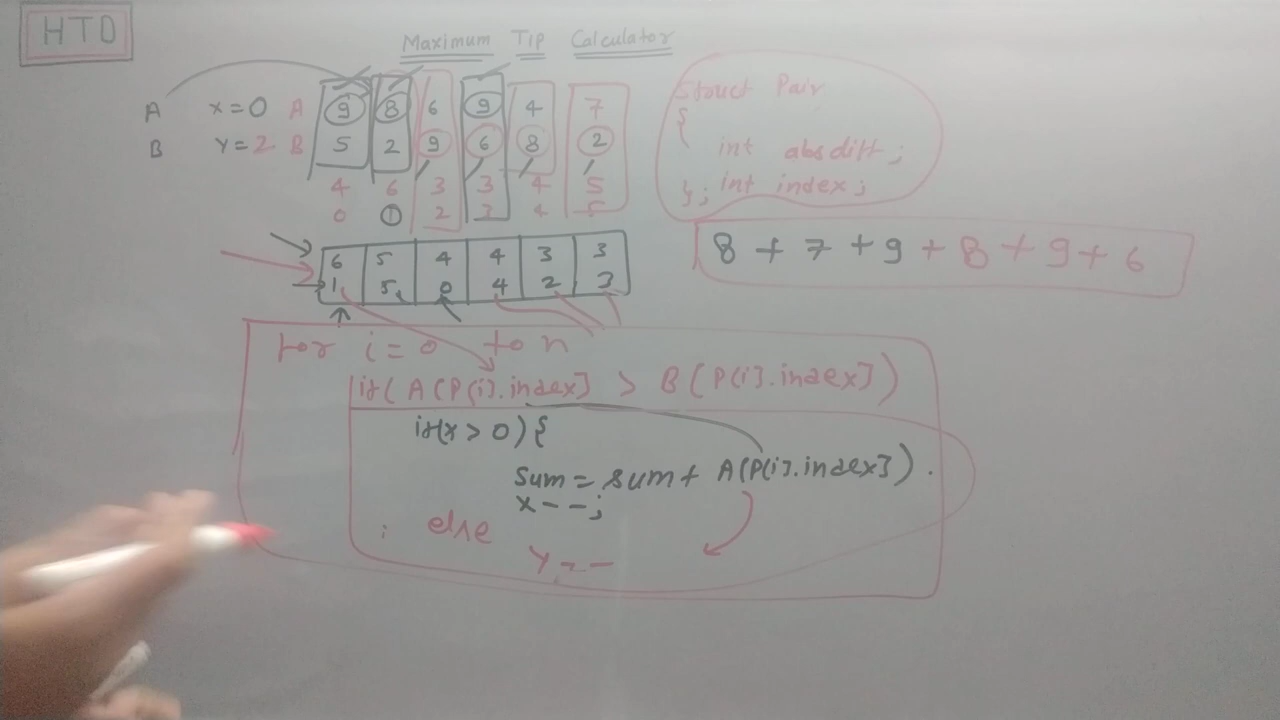 HTD
Maximum Tip Calculator
A x=0 A 9 8 6 9 4 7
B Y=2 B 5 2 9 6 8 2
4 6 3 3 4 5
0 1 2 3 4 5
6 5 4 4 3 3
1 5 0 4 2 3
Struct Pair
{
int absdiff;
}; int index;
8 + 7 + 9 + 8 + 9 + 6
for i=0 to n
if(A[P[i].index] > B[P[i].index])
if(x>0){
Sum=sum+ A[P[i].index]).
x--;
; else
Y--